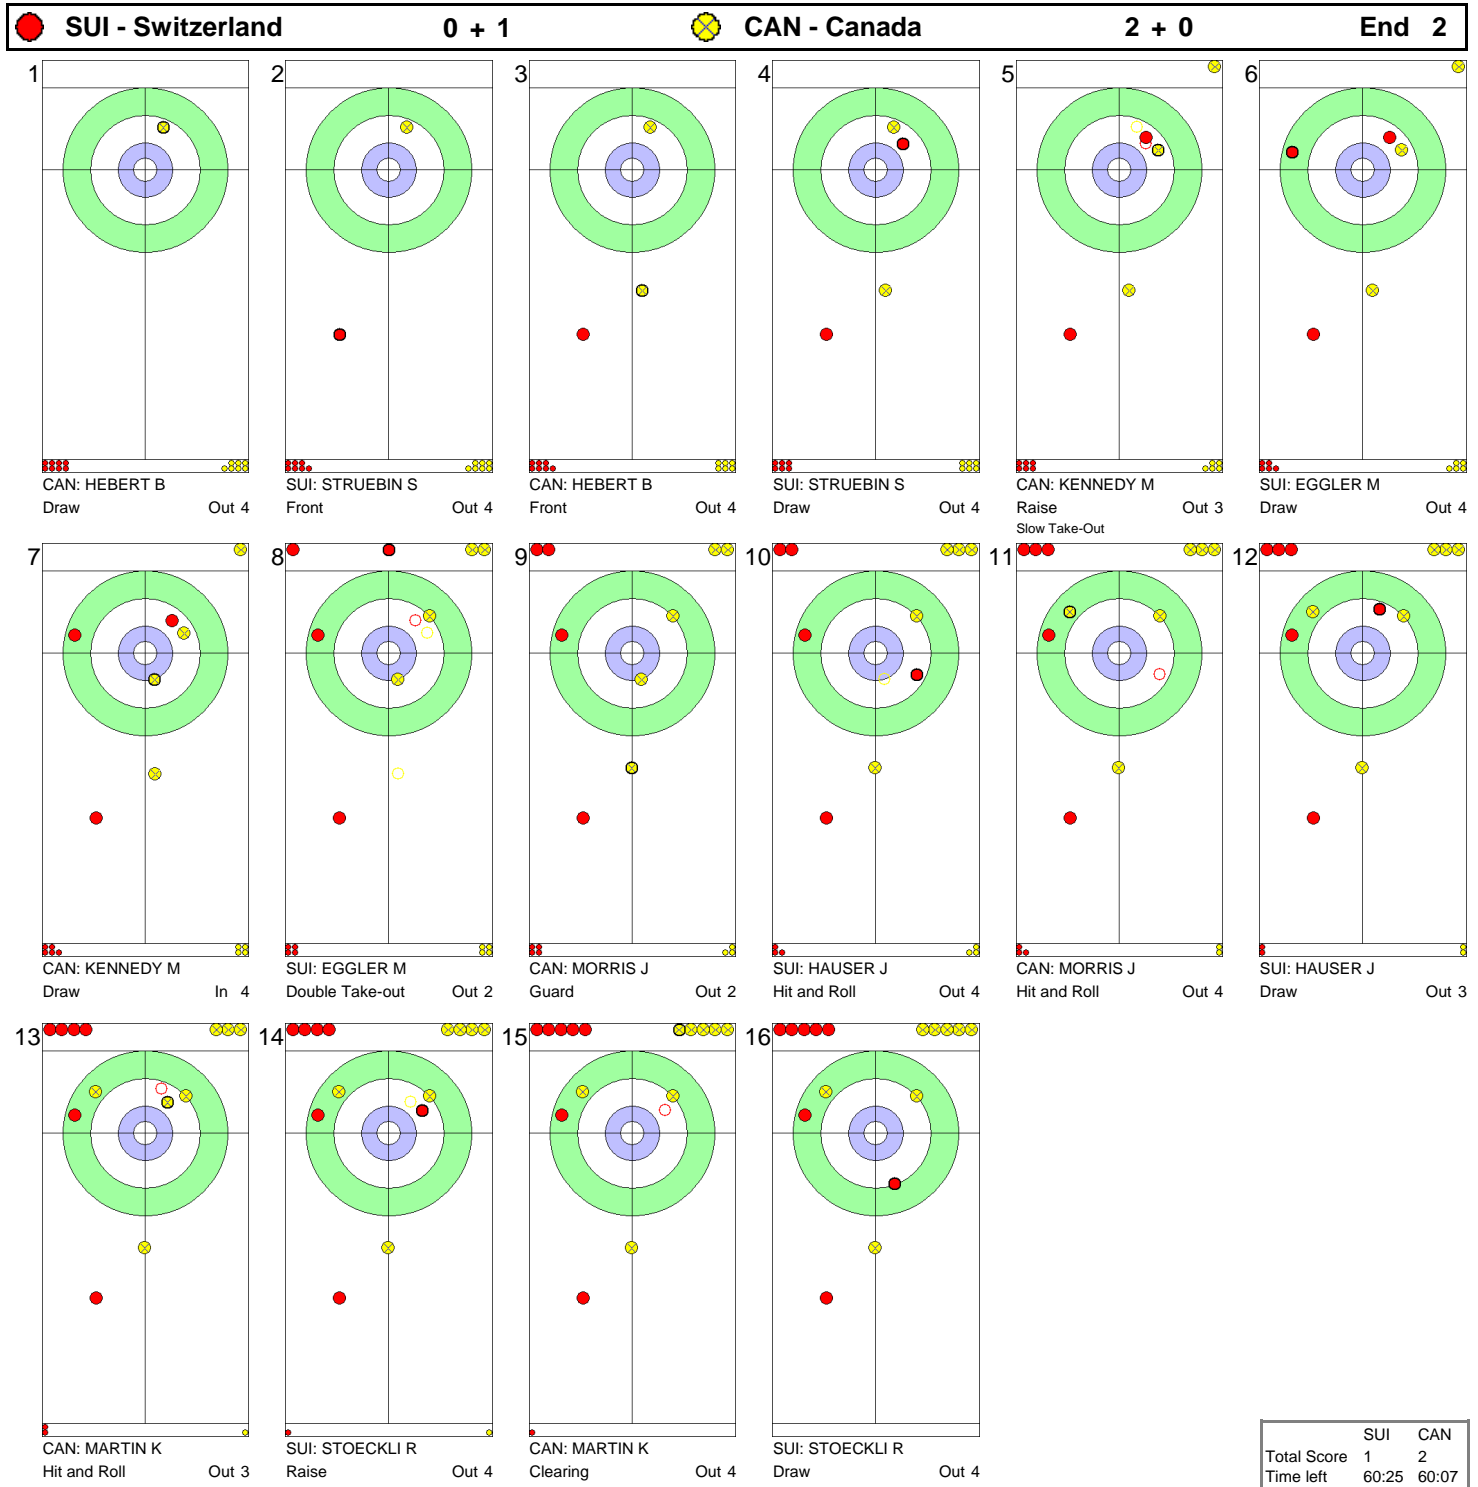 SUI - Switzerland 0 + 1 CAN - Canada 2 + 0 End 2
1 2 3 4 5 6
CAN: HEBERT B SUI: STRUEBIN S CAN: HEBERT B SUI: STRUEBIN S CAN: KENNEDY M SUI: EGGLER M
Draw Out 4 Front Out 4 Front Out 4 Draw Out 4 Raise Out 3 Draw Out 4
Slow Take-Out
7 8 9 10 11 12
CAN: KENNEDY M SUI: EGGLER M CAN: MORRIS J SUI: HAUSER J CAN: MORRIS J SUI: HAUSER J
Draw In 4 Double Take-out Out 2 Guard Out 2 Hit and Roll Out 4 Hit and Roll Out 4 Draw Out 3
13 14 15 16
CAN: MARTIN K SUI: STOECKLI R CAN: MARTIN K SUI: STOECKLI R
Hit and Roll Out 3 Raise Out 4 Clearing Out 4 Draw Out 4
SUI CAN
Total Score 1 2
Time left 60:25 60:07